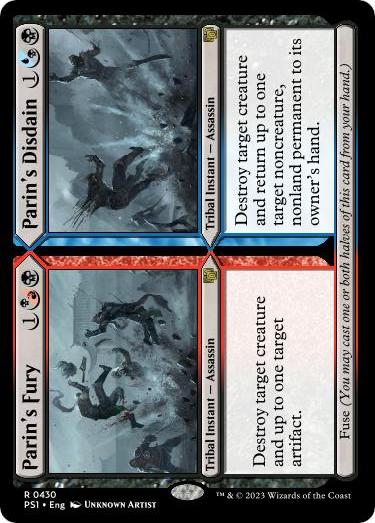 Parin's Fury
Tribal Instant — Assassin
Destroy target creature
and up to one target
artifact.
Parin's Disdain
Tribal Instant — Assassin
Destroy target creature
and return up to one
target noncreature,
nonland permanent to its
owner's hand.
Fuse (You may cast one or both halves of this card from your hand.)
R 0430
PS1 • Eng Unknown Artist
™ & © 2023 Wizards of the Coast